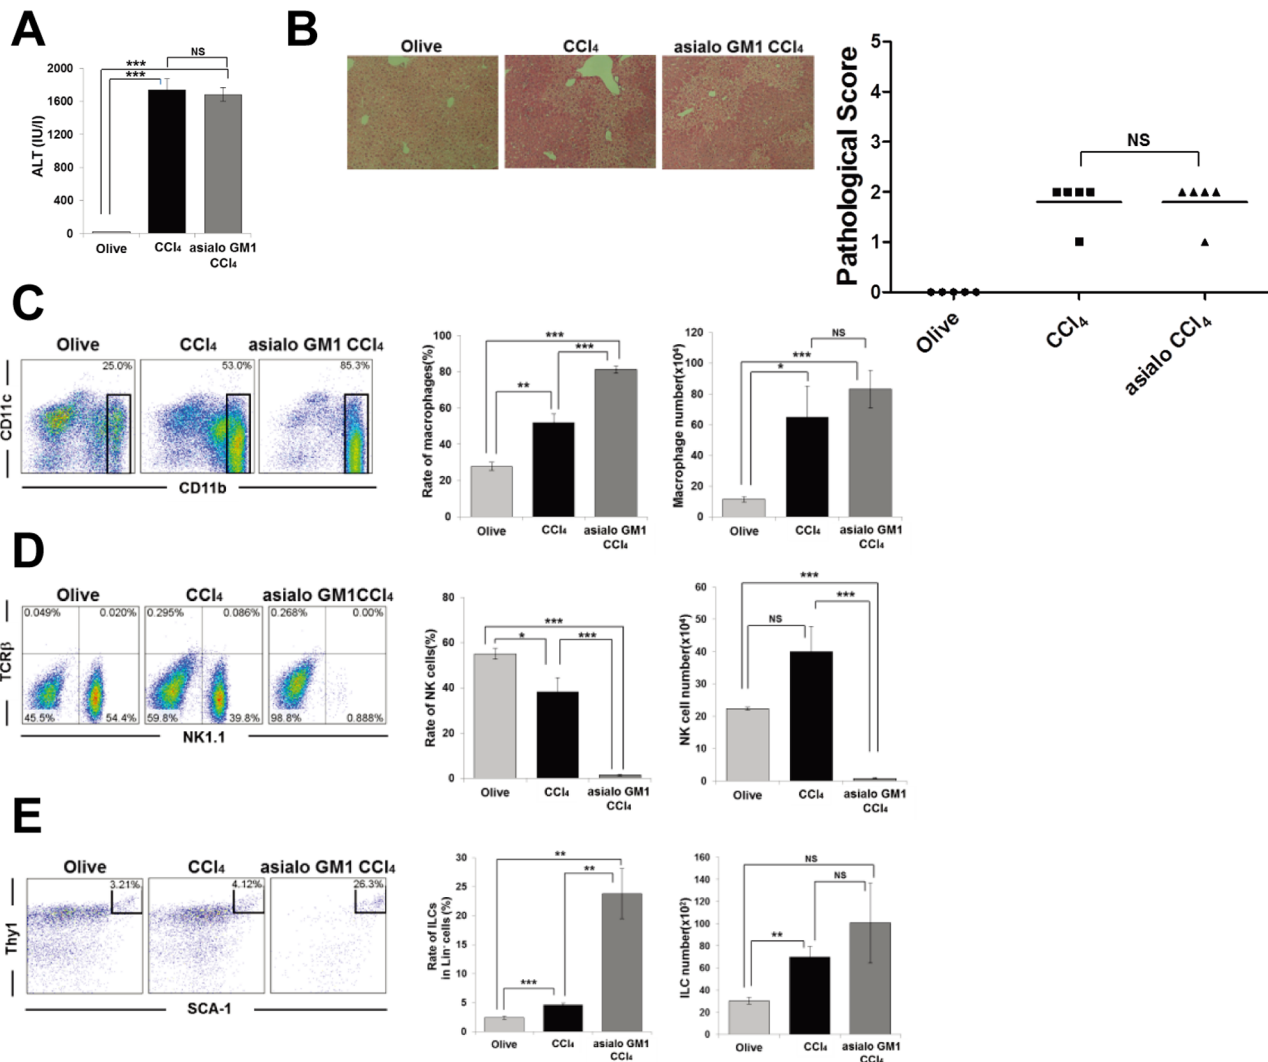 A
NS
***
***
2000
1600
1200
800
400
0
ALT (IU/l)
Olive
CCl₄
asialo GM1
CCl₄
B
Olive
CCl₄
asialo GM1 CCl₄
Pathological Score
5
4
3
2
1
0
NS
Olive
CCl₄
asialo CCl₄
C
Olive
CCl₄
asialo GM1 CCl₄
25.0%
53.0%
85.3%
CD11c
CD11b
Rate of macrophages(%)
100
80
60
40
20
0
***
***
**
Olive
CCl₄
asialo GM1
CCl₄
Macrophage number(x10⁴)
120
100
80
60
40
20
0
NS
***
*
Olive
CCl₄
asialo GM1
CCl₄
D
Olive
CCl₄
asialo GM1CCl₄
0.049%
0.020%
0.295%
0.086%
0.268%
0.00%
45.5%
54.4%
59.8%
39.8%
98.8%
0.888%
TCRβ
NK1.1
Rate of NK cells(%)
80
60
40
20
0
***
*
***
Olive
CCl₄
asialo GM1
CCl₄
NK cell number(x10⁴)
60
50
40
30
20
10
0
***
***
NS
Olive
CCl₄
asialo GM1
CCl₄
E
Olive
CCl₄
asialo GM1 CCl₄
3.21%
4.12%
26.3%
Thy1
SCA-1
Rate of ILCs
in Lin⁻cells (%)
30
25
20
15
10
5
0
**
**
***
Olive
CCl₄
asialo GM1
CCl₄
ILC number(x10²)
160
140
120
100
80
60
40
20
0
NS
NS
**
Olive
CCl₄
asialo GM1
CCl₄